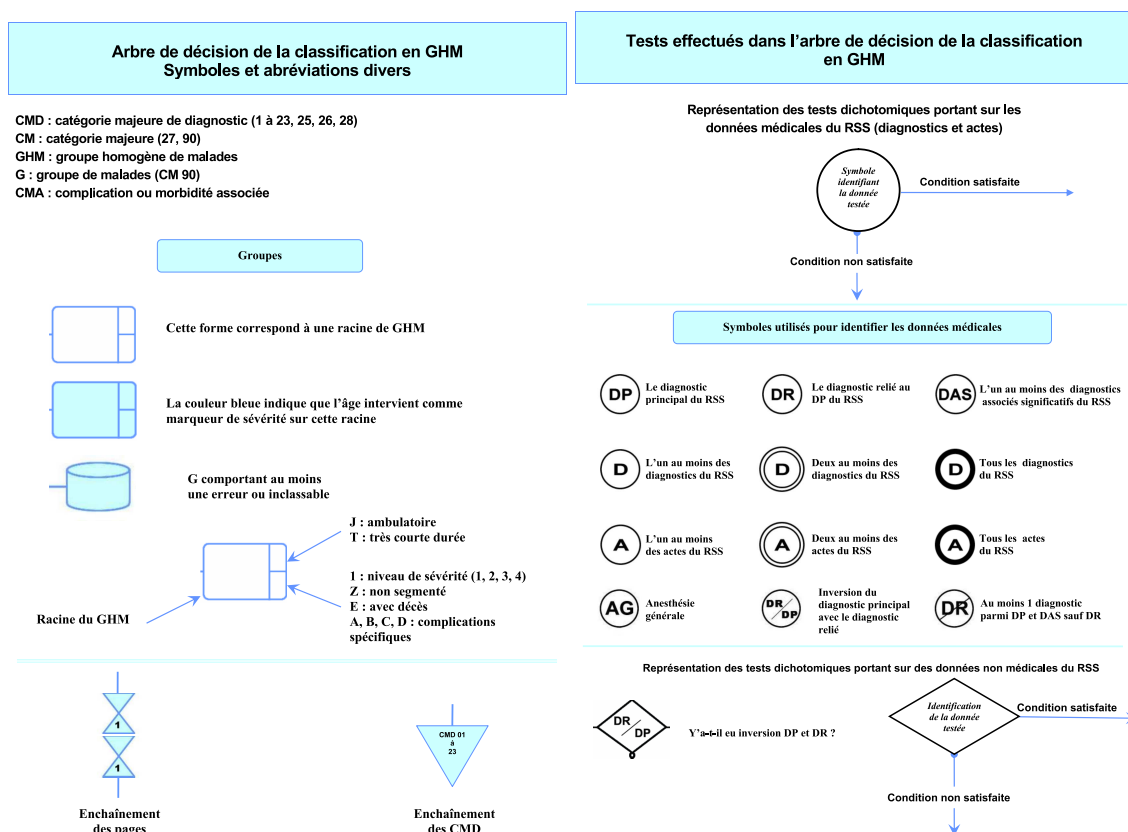 Arbre de décision de la classification en GHM
Symboles et abréviations divers
CMD : catégorie majeure de diagnostic (1 à 23, 25, 26, 28)
CM : catégorie majeure (27, 90)
GHM : groupe homogène de malades
G : groupe de malades (CM 90)
CMA : complication ou morbidité associée
Groupes
Cette forme correspond à une racine de GHM
La couleur bleue indique que l'âge intervient comme
marqueur de sévérité sur cette racine
G comportant au moins
une erreur ou inclassable
J : ambulatoire
T : très courte durée
1 : niveau de sévérité (1, 2, 3, 4)
Z : non segmenté
E : avec décès
A, B, C, D : complications
spécifiques
Racine du GHM
1
1
Enchaînement
des pages
CMD 01
à
23
Enchaînement
des CMD
Tests effectués dans l'arbre de décision de la classification
en GHM
Représentation des tests dichotomiques portant sur les
données médicales du RSS (diagnostics et actes)
Symbole
identifiant
la donnée
testée
Condition satisfaite
Condition non satisfaite
Symboles utilisés pour identifier les données médicales
DP
Le diagnostic
principal du RSS
DR
Le diagnostic relié au
DP du RSS
DAS
L'un au moins des diagnostics
associés significatifs du RSS
D
L'un au moins des
diagnostics du RSS
D
Deux au moins des
diagnostics du RSS
D
Tous les diagnostics
du RSS
A
L'un au moins
des actes du RSS
A
Deux au moins des
actes du RSS
A
Tous les actes
du RSS
AG
Anesthésie
générale
DR/DP
Inversion du
diagnostic principal
avec le diagnostic
relié
DR
Au moins 1 diagnostic
parmi DP et DAS sauf DR
Représentation des tests dichotomiques portant sur des données non médicales du RSS
DR/DP
Y'a-t-il eu inversion DP et DR ?
Identification
de la donnée
testée
Condition satisfaite
Condition non satisfaite